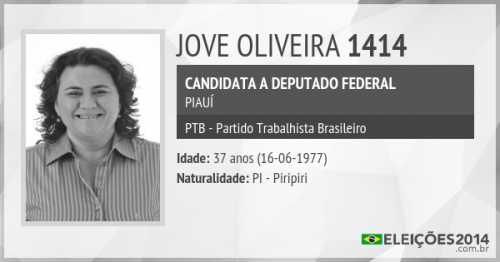 JOVE OLIVEIRA 1414
CANDIDATA A DEPUTADO FEDERAL
PIAUÍ
PTB - Partido Trabalhista Brasileiro
Idade: 37 anos (16-06-1977)
Naturalidade: PI - Piripiri
ELEIÇÕES2014
.com.br